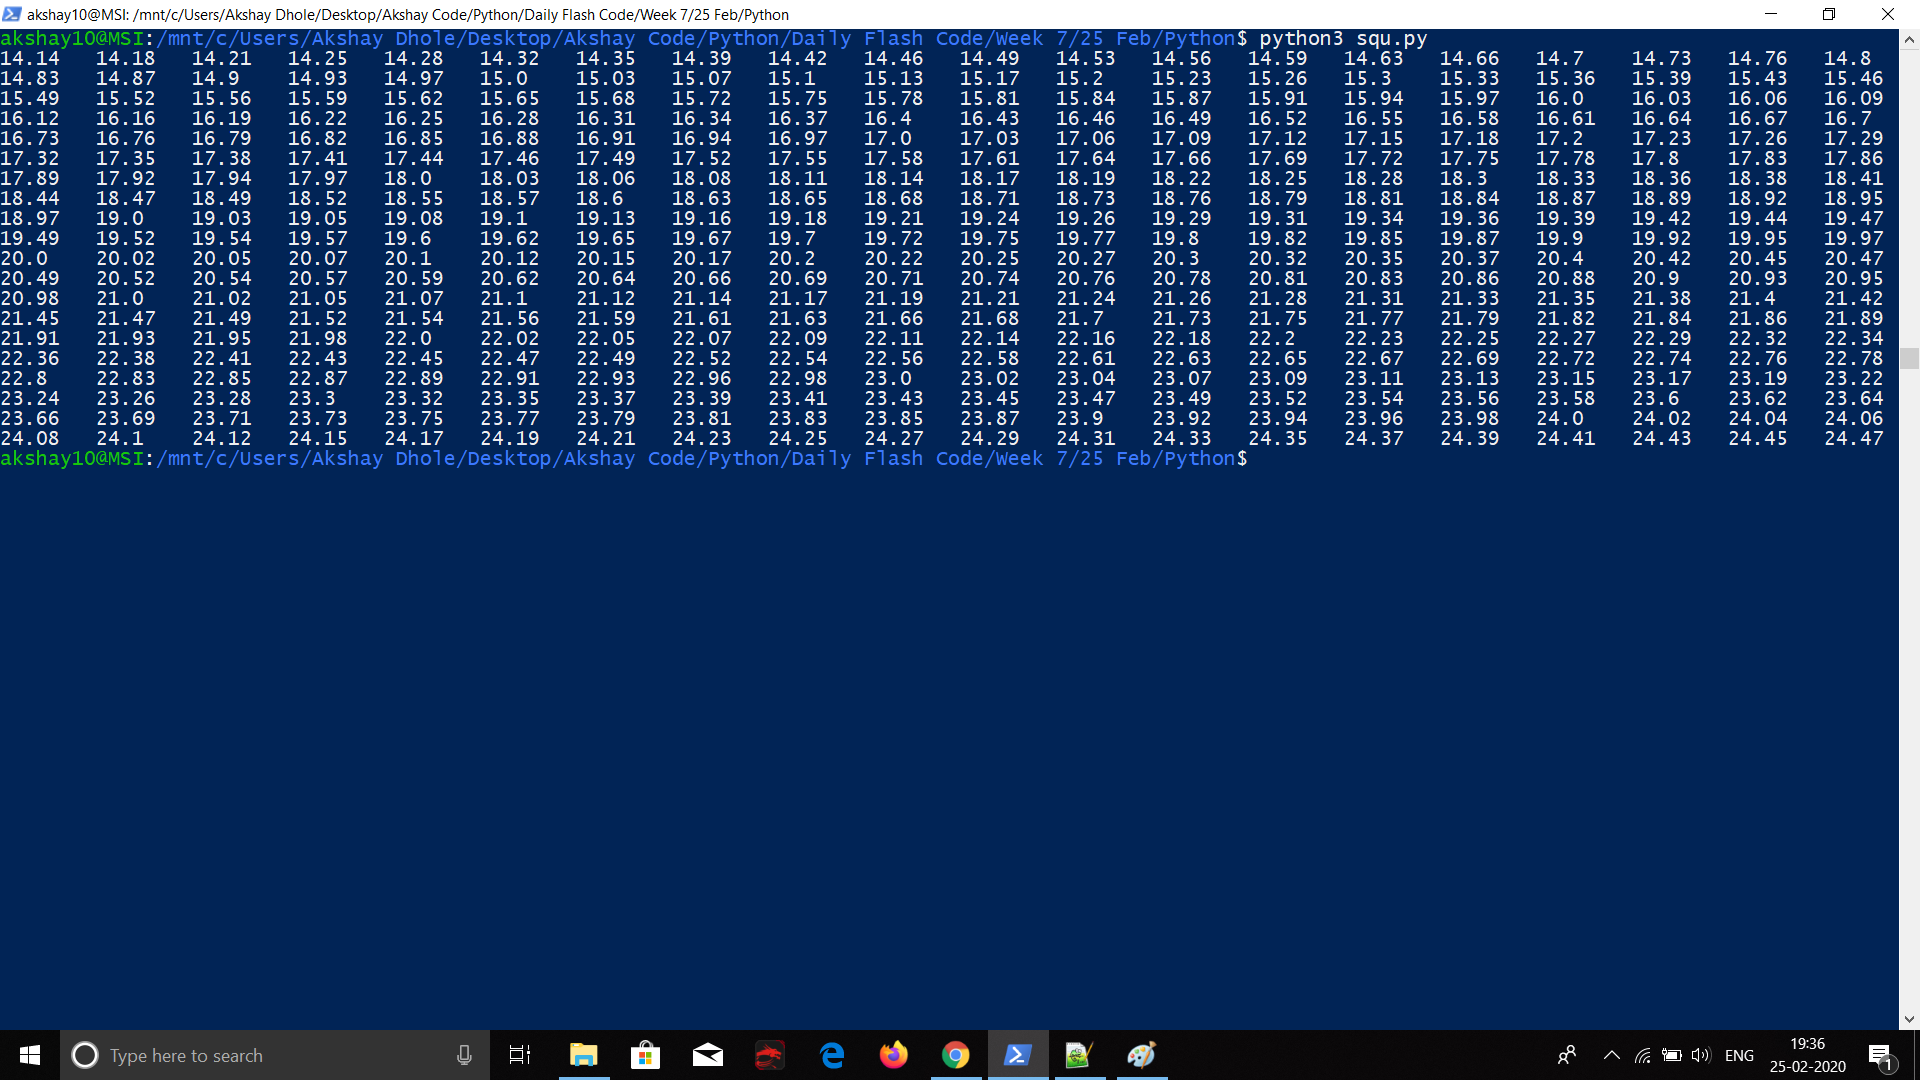 akshay10@MSI: /mnt/c/Users/Akshay Dhole/Desktop/Akshay Code/Python/Daily Flash Code/Week 7/25 Feb/Python
akshay10@MSI:/mnt/c/Users/Akshay Dhole/Desktop/Akshay Code/Python/Daily Flash Code/Week 7/25 Feb/Python$ python3 squ.py
14.14 14.18 14.21 14.25 14.28 14.32 14.35 14.39 14.42 14.46 14.49 14.53 14.56 14.59 14.63 14.66 14.7 14.73 14.76 14.8
14.83 14.87 14.9 14.93 14.97 15.0 15.03 15.07 15.1 15.13 15.17 15.2 15.23 15.26 15.3 15.33 15.36 15.39 15.43 15.46
15.49 15.52 15.56 15.59 15.62 15.65 15.68 15.72 15.75 15.78 15.81 15.84 15.87 15.91 15.94 15.97 16.0 16.03 16.06 16.09
16.12 16.16 16.19 16.22 16.25 16.28 16.31 16.34 16.37 16.4 16.43 16.46 16.49 16.52 16.55 16.58 16.61 16.64 16.67 16.7
16.73 16.76 16.79 16.82 16.85 16.88 16.91 16.94 16.97 17.0 17.03 17.06 17.09 17.12 17.15 17.18 17.2 17.23 17.26 17.29
17.32 17.35 17.38 17.41 17.44 17.46 17.49 17.52 17.55 17.58 17.61 17.64 17.66 17.69 17.72 17.75 17.78 17.8 17.83 17.86
17.89 17.92 17.94 17.97 18.0 18.03 18.06 18.08 18.11 18.14 18.17 18.19 18.22 18.25 18.28 18.3 18.33 18.36 18.38 18.41
18.44 18.47 18.49 18.52 18.55 18.57 18.6 18.63 18.65 18.68 18.71 18.73 18.76 18.79 18.81 18.84 18.87 18.89 18.92 18.95
18.97 19.0 19.03 19.05 19.08 19.1 19.13 19.16 19.18 19.21 19.24 19.26 19.29 19.31 19.34 19.36 19.39 19.42 19.44 19.47
19.49 19.52 19.54 19.57 19.6 19.62 19.65 19.67 19.7 19.72 19.75 19.77 19.8 19.82 19.85 19.87 19.9 19.92 19.95 19.97
20.0 20.02 20.05 20.07 20.1 20.12 20.15 20.17 20.2 20.22 20.25 20.27 20.3 20.32 20.35 20.37 20.4 20.42 20.45 20.47
20.49 20.52 20.54 20.57 20.59 20.62 20.64 20.66 20.69 20.71 20.74 20.76 20.78 20.81 20.83 20.86 20.88 20.9 20.93 20.95
20.98 21.0 21.02 21.05 21.07 21.1 21.12 21.14 21.17 21.19 21.21 21.24 21.26 21.28 21.31 21.33 21.35 21.38 21.4 21.42
21.45 21.47 21.49 21.52 21.54 21.56 21.59 21.61 21.63 21.66 21.68 21.7 21.73 21.75 21.77 21.79 21.82 21.84 21.86 21.89
21.91 21.93 21.95 21.98 22.0 22.02 22.05 22.07 22.09 22.11 22.14 22.16 22.18 22.2 22.23 22.25 22.27 22.29 22.32 22.34
22.36 22.38 22.41 22.43 22.45 22.47 22.49 22.52 22.54 22.56 22.58 22.61 22.63 22.65 22.67 22.69 22.72 22.74 22.76 22.78
22.8 22.83 22.85 22.87 22.89 22.91 22.93 22.96 22.98 23.0 23.02 23.04 23.07 23.09 23.11 23.13 23.15 23.17 23.19 23.22
23.24 23.26 23.28 23.3 23.32 23.35 23.37 23.39 23.41 23.43 23.45 23.47 23.49 23.52 23.54 23.56 23.58 23.6 23.62 23.64
23.66 23.69 23.71 23.73 23.75 23.77 23.79 23.81 23.83 23.85 23.87 23.9 23.92 23.94 23.96 23.98 24.0 24.02 24.04 24.06
24.08 24.1 24.12 24.15 24.17 24.19 24.21 24.23 24.25 24.27 24.29 24.31 24.33 24.35 24.37 24.39 24.41 24.43 24.45 24.47
akshay10@MSI:/mnt/c/Users/Akshay Dhole/Desktop/Akshay Code/Python/Daily Flash Code/Week 7/25 Feb/Python$
Type here to search
ENG
19:36
25-02-2020
1